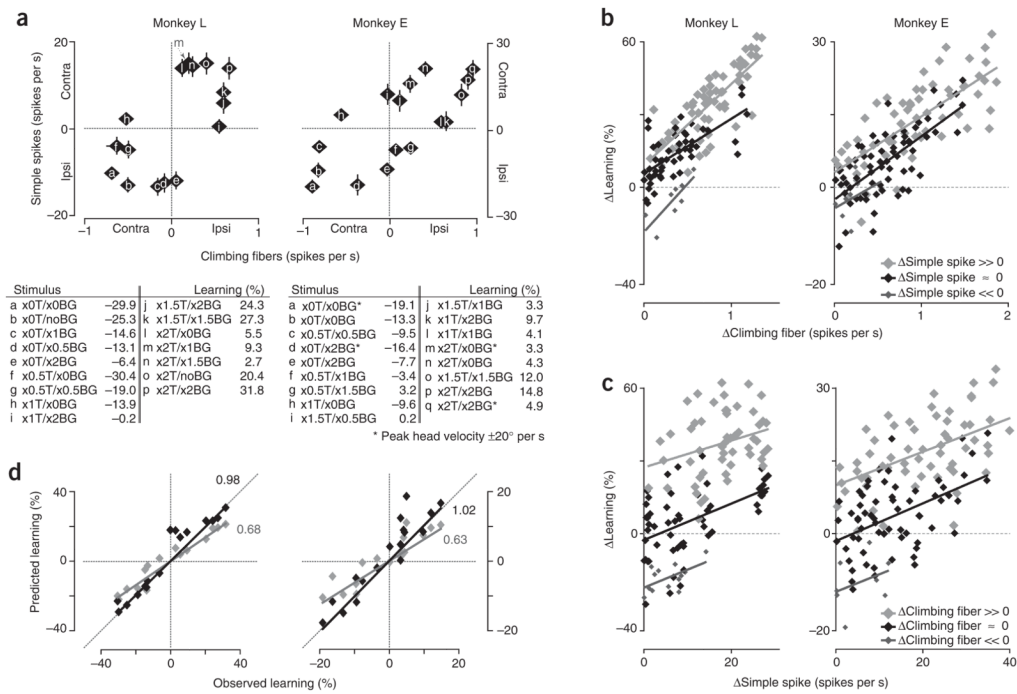 a
Monkey L
Monkey E
Simple spikes (spikes per s)
20
Contra
0
Ipsi
–20
m
j
n
o
p
k
l
i
h
f
g
a
b
c
d
e
30
Contra
0
Ipsi
–30
n
q
p
o
m
j
i
lk
h
c
f
g
b
e
a
d
–1
Contra
0
Ipsi
1
–1
Contra
0
Ipsi
1
Climbing fibers (spikes per s)
Stimulus Learning (%)
a x0T/x0BG –29.9 j x1.5T/x2BG 24.3
b x0T/noBG –25.3 k x1.5T/x1.5BG 27.3
c x0T/x1BG –14.6 l x2T/x0BG 5.5
d x0T/x0.5BG –13.1 m x2T/x1BG 9.3
e x0T/x2BG –6.4 n x2T/x1.5BG 2.7
f x0.5T/x0BG –30.4 o x2T/noBG 20.4
g x0.5T/x0.5BG –19.0 p x2T/x2BG 31.8
h x1T/x0BG –13.9
i x1T/x2BG –0.2
Stimulus Learning (%)
a x0T/x0BG* –19.1 j x1.5T/x1BG 3.3
b x0T/x0BG –13.3 k x1T/x2BG 9.7
c x0.5T/x0.5BG –9.5 l x1T/x1BG 4.1
d x0T/x2BG* –16.4 m x2T/x0BG* 3.3
e x0T/x2BG –7.7 n x2T/x0BG 4.3
f x0.5T/x1BG –3.4 o x1.5T/x1.5BG 12.0
g x0.5T/x1.5BG 3.2 p x2T/x2BG 14.8
h x1T/x0BG –9.6 q x2T/x2BG* 4.9
i x1.5T/x0.5BG 0.2
* Peak head velocity ±20° per s
b
Monkey L
Monkey E
ΔLearning (%)
60
0
–40
30
0
–20
ΔSimple spike >> 0
ΔSimple spike ≈ 0
ΔSimple spike << 0
0
1
0
1
2
ΔClimbing fiber (spikes per s)
c
ΔLearning (%)
60
0
–40
30
0
–20
ΔClimbing fiber >> 0
ΔClimbing fiber ≈ 0
ΔClimbing fiber << 0
0
20
0
20
40
ΔSimple spike (spikes per s)
d
Predicted learning (%)
40
0
–40
0.98
0.68
20
0
–20
1.02
0.63
–40
0
40
–20
0
20
Observed learning (%)